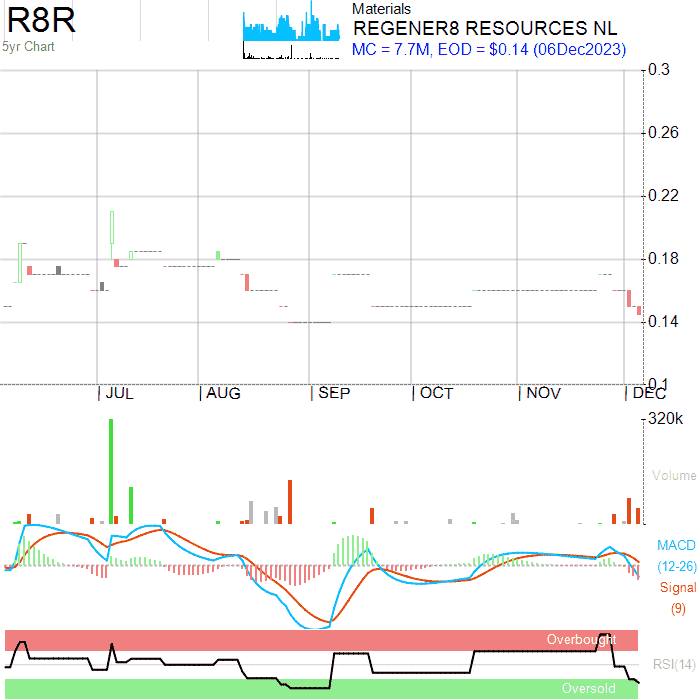 R8R
5yr Chart
Materials
REGENER8 RESOURCES NL
MC = 7.7M, EOD = $0.14 (06Dec2023)
0.3
0.26
0.22
0.18
0.14
0.1
JUL AUG SEP OCT NOV DEC
320k
Volume
MACD
(12-26)
Signal
(9)
Overbought
RSI(14)
Oversold